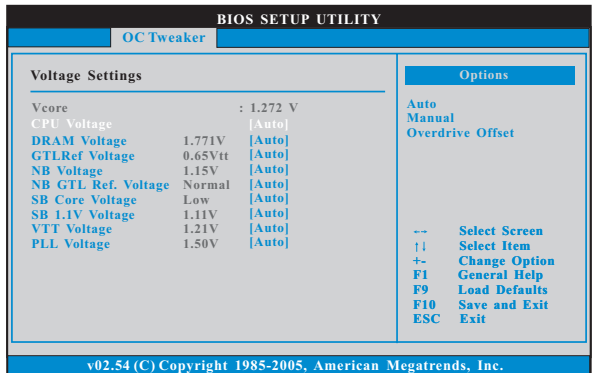 BIOS SETUP UTILITY
OC Tweaker
Voltage Settings
Vcore : 1.272 V
CPU Voltage [Auto]
DRAM Voltage 1.771V [Auto]
GTLRef Voltage 0.65Vtt [Auto]
NB Voltage 1.15V [Auto]
NB GTL Ref. Voltage Normal [Auto]
SB Core Voltage Low [Auto]
SB 1.1V Voltage 1.11V [Auto]
VTT Voltage 1.21V [Auto]
PLL Voltage 1.50V [Auto]
Options
Auto
Manual
Overdrive Offset
←→ Select Screen
↑↓ Select Item
+- Change Option
F1 General Help
F9 Load Defaults
F10 Save and Exit
ESC Exit
v02.54 (C) Copyright 1985-2005, American Megatrends, Inc.